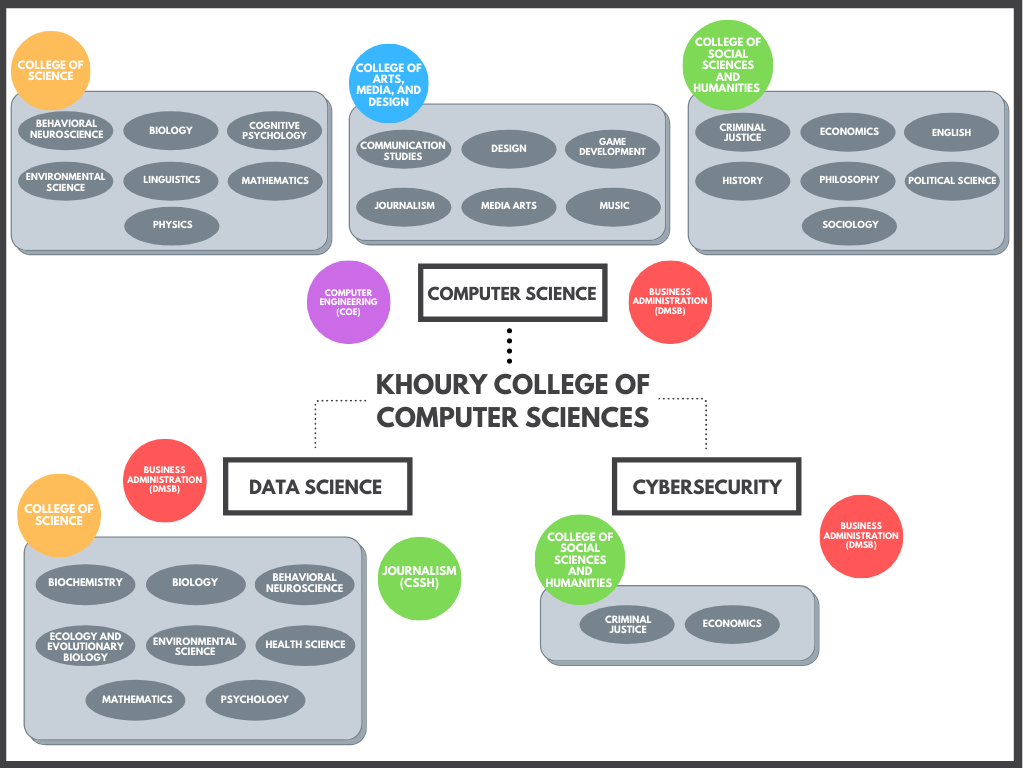 COLLEGE OF
SCIENCE
BEHAVIORAL
NEUROSCIENCE
BIOLOGY
COGNITIVE
PSYCHOLOGY
ENVIRONMENTAL
SCIENCE
LINGUISTICS
MATHEMATICS
PHYSICS
COLLEGE OF
ARTS,
MEDIA, AND
DESIGN
COMMUNICATION
STUDIES
DESIGN
GAME
DEVELOPMENT
JOURNALISM
MEDIA ARTS
MUSIC
COLLEGE OF
SOCIAL
SCIENCES
AND
HUMANITIES
CRIMINAL
JUSTICE
ECONOMICS
ENGLISH
HISTORY
PHILOSOPHY
POLITICAL SCIENCE
SOCIOLOGY
COMPUTER
ENGINEERING
(COE)
COMPUTER SCIENCE
BUSINESS
ADMINISTRATION
(DMSB)
KHOURY COLLEGE OF
COMPUTER SCIENCES
BUSINESS
ADMINISTRATION
(DMSB)
DATA SCIENCE
COLLEGE OF
SCIENCE
BIOCHEMISTRY
BIOLOGY
BEHAVIORAL
NEUROSCIENCE
ECOLOGY AND
EVOLUTIONARY
BIOLOGY
ENVIRONMENTAL
SCIENCE
HEALTH SCIENCE
MATHEMATICS
PSYCHOLOGY
JOURNALISM
(CSSH)
CYBERSECURITY
BUSINESS
ADMINISTRATION
(DMSB)
COLLEGE OF
SOCIAL
SCIENCES
AND
HUMANITIES
CRIMINAL
JUSTICE
ECONOMICS